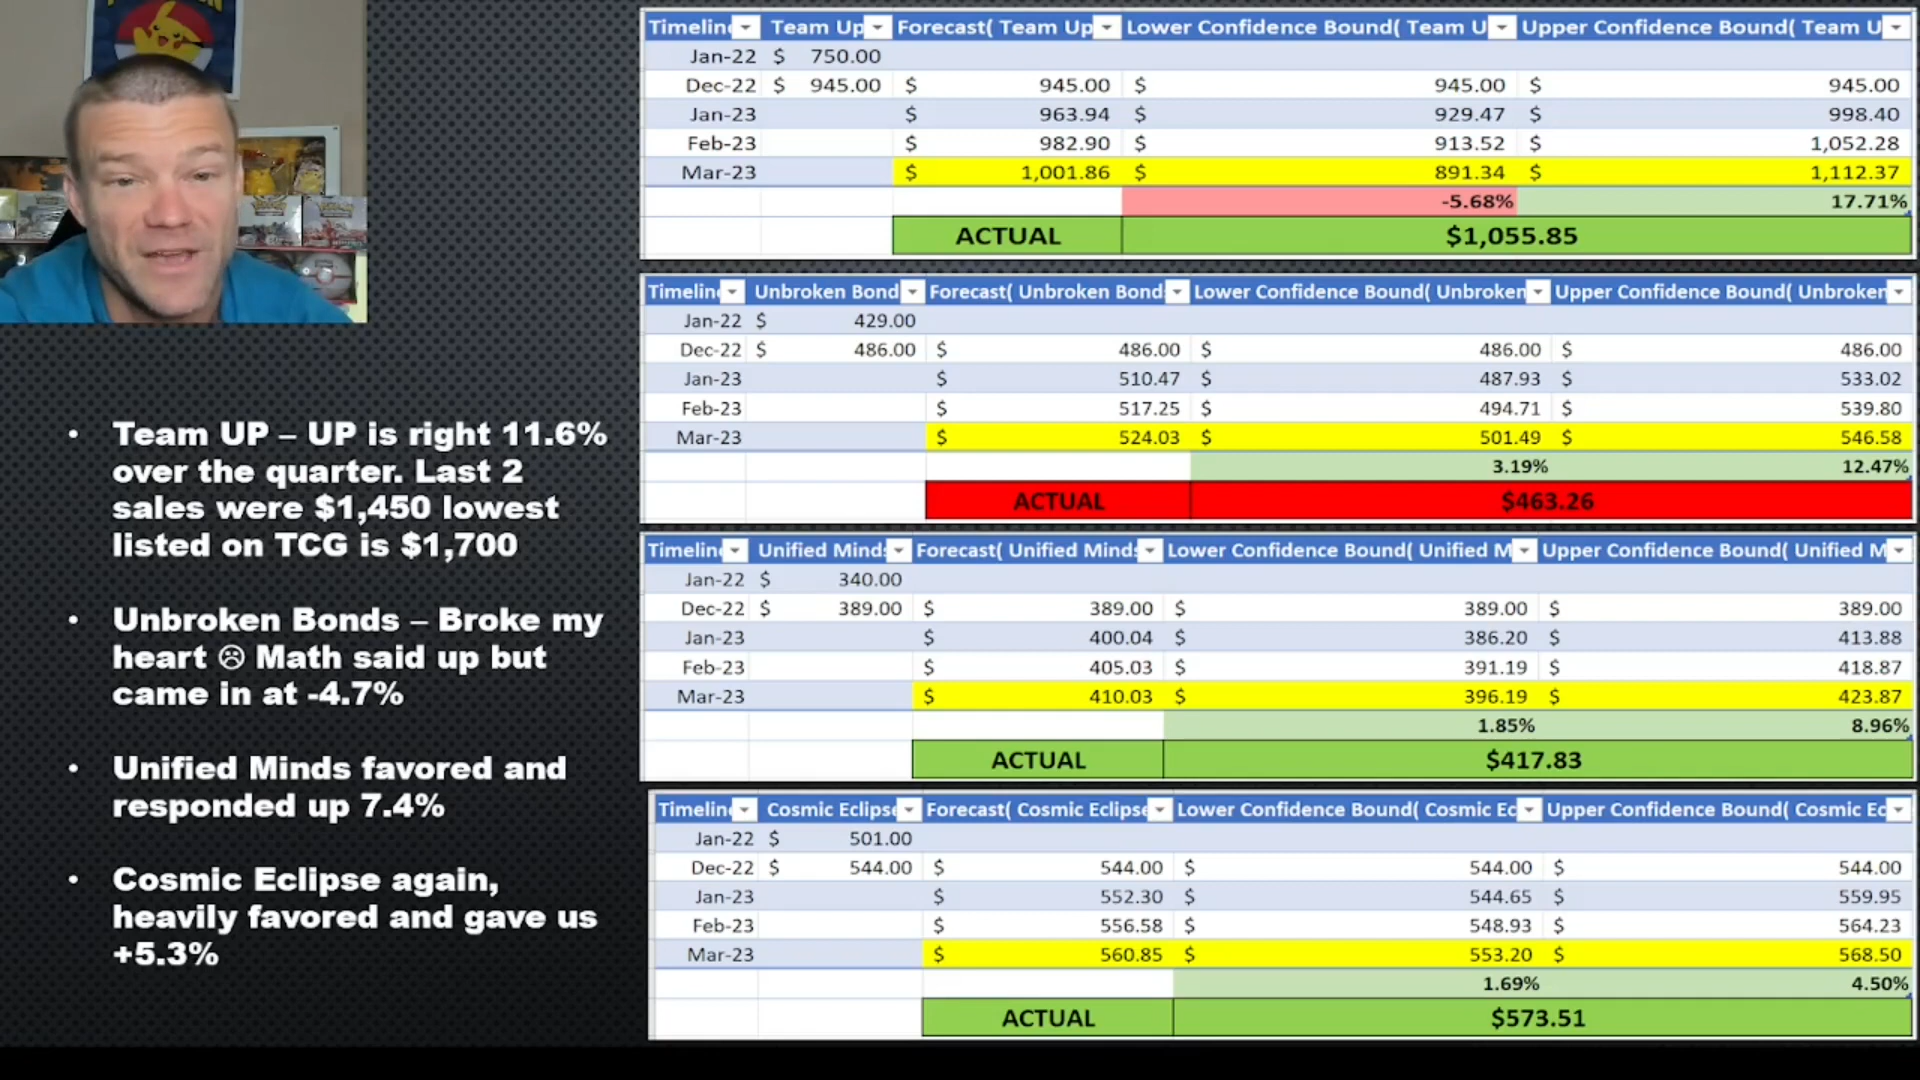 • Team UP – UP is right 11.6%
over the quarter. Last 2
sales were $1,450 lowest
listed on TCG is $1,700
• Unbroken Bonds – Broke my
heart ☹ Math said up but
came in at -4.7%
• Unified Minds favored and
responded up 7.4%
• Cosmic Eclipse again,
heavily favored and gave us
+5.3%
Timeline Team Up Forecast( Team Up Lower Confidence Bound( Team U Upper Confidence Bound( Team U
Jan-22 $ 750.00
Dec-22 $ 945.00 $ 945.00 $ 945.00 $ 945.00
Jan-23 $ 963.94 $ 929.47 $ 998.40
Feb-23 $ 982.90 $ 913.52 $ 1,052.28
Mar-23 $ 1,001.86 $ 891.34 $ 1,112.37
-5.68% 17.71%
ACTUAL $1,055.85
Timelin Unbroken Bond Forecast( Unbroken Bond Lower Confidence Bound( Unbroken Upper Confidence Bound( Unbroken
Jan-22 $ 429.00
Dec-22 $ 486.00 $ 486.00 $ 486.00 $ 486.00
Jan-23 $ 510.47 $ 487.93 $ 533.02
Feb-23 $ 517.25 $ 494.71 $ 539.80
Mar-23 $ 524.03 $ 501.49 $ 546.58
3.19% 12.47%
ACTUAL $463.26
Timelin Unified Minds Forecast( Unified Minds Lower Confidence Bound( Unified M Upper Confidence Bound( Unified M
Jan-22 $ 340.00
Dec-22 $ 389.00 $ 389.00 $ 389.00 $ 389.00
Jan-23 $ 400.04 $ 386.20 $ 413.88
Feb-23 $ 405.03 $ 391.19 $ 418.87
Mar-23 $ 410.03 $ 396.19 $ 423.87
1.85% 8.96%
ACTUAL $417.83
Timeline Cosmic Eclipse Forecast( Cosmic Eclipse Lower Confidence Bound( Cosmic Ec Upper Confidence Bound( Cosmic Ec
Jan-22 $ 501.00
Dec-22 $ 544.00 $ 544.00 $ 544.00 $ 544.00
Jan-23 $ 552.30 $ 544.65 $ 559.95
Feb-23 $ 556.58 $ 548.93 $ 564.23
Mar-23 $ 560.85 $ 553.20 $ 568.50
1.69% 4.50%
ACTUAL $573.51